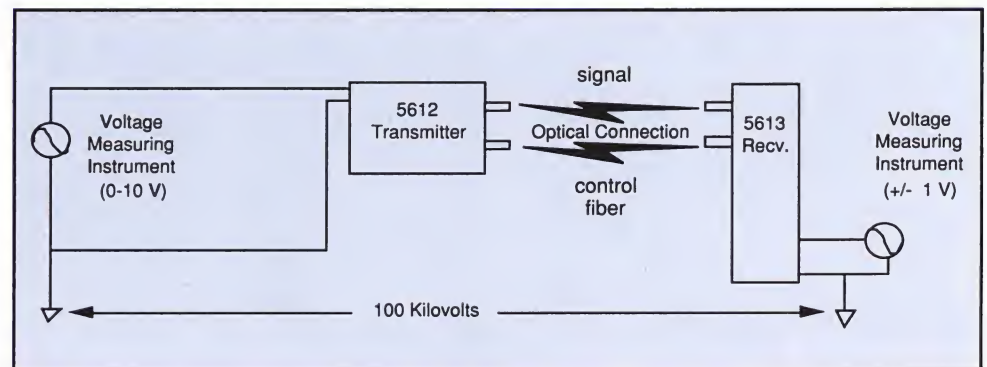 signal
5612
Transmitter
Optical Connection
5613
Recv.
control
fiber
Voltage
Measuring
Instrument
(0-10 V)
Voltage
Measuring
Instrument
(+/- 1 V)
100 Kilovolts